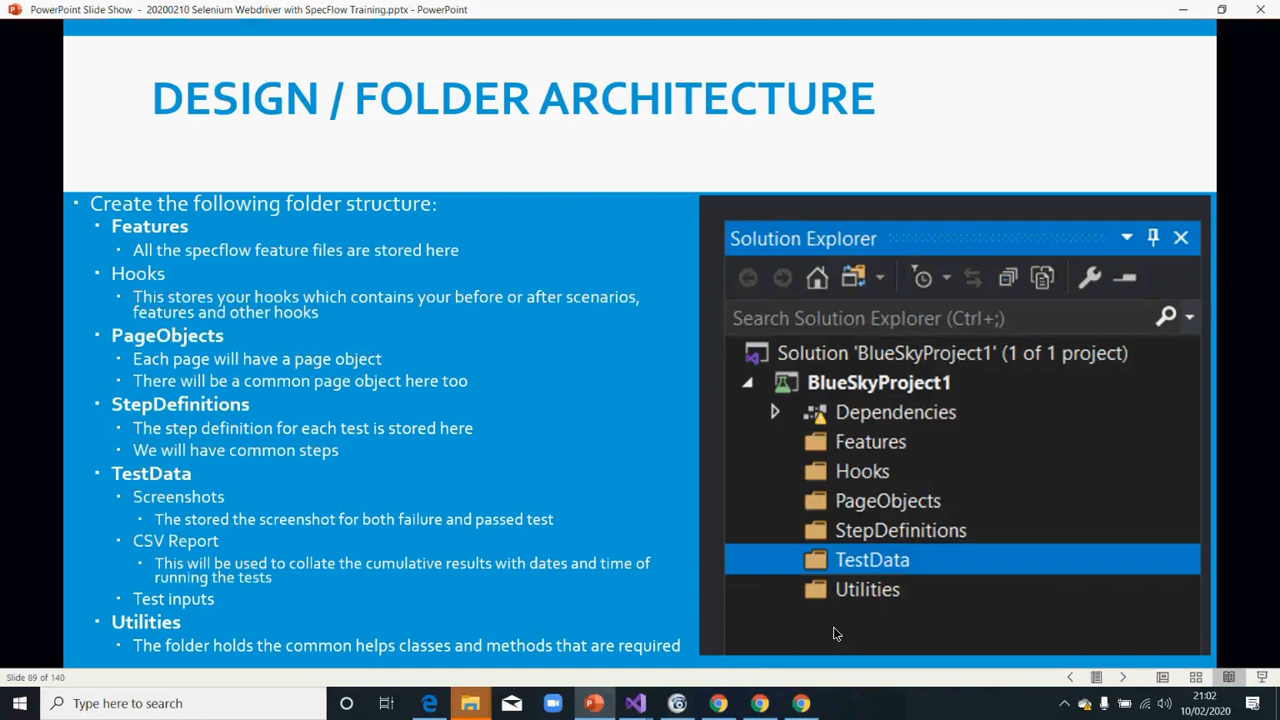 PowerPoint Slide Show - 20200210 Selenium Webdriver with SpecFlow Training.pptx - PowerPoint
DESIGN / FOLDER ARCHITECTURE
Create the following folder structure:
Features
All the specflow feature files are stored here
Hooks
This stores your hooks which contains your before or after scenarios,
features and other hooks
PageObjects
Each page will have a page object
There will be a common page object here too
StepDefinitions
The step definition for each test is stored here
We will have common steps
TestData
Screenshots
The stored the screenshot for both failure and passed test
CSV Report
This will be used to collate the cumulative results with dates and time of
running the tests
Test inputs
Utilities
The folder holds the common helps classes and methods that are required
Solution Explorer
Search Solution Explorer (Ctrl+;)
Solution 'BlueSkyProject1' (1 of 1 project)
BlueSkyProject1
Dependencies
Features
Hooks
PageObjects
StepDefinitions
TestData
Utilities
Slide 89 of 140
Type here to search
21:02
10/02/2020